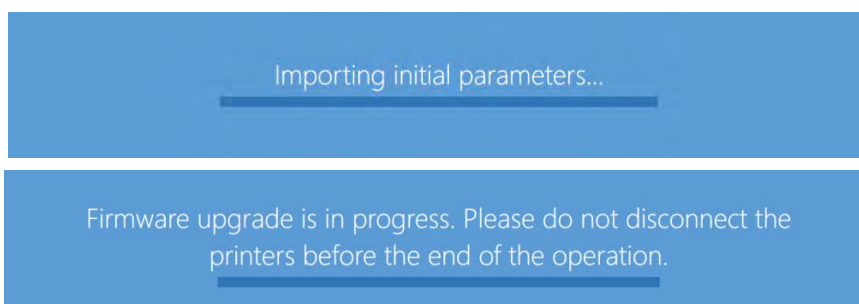 Importing initial parameters...
Firmware upgrade is in progress. Please do not disconnect the
printers before the end of the operation.